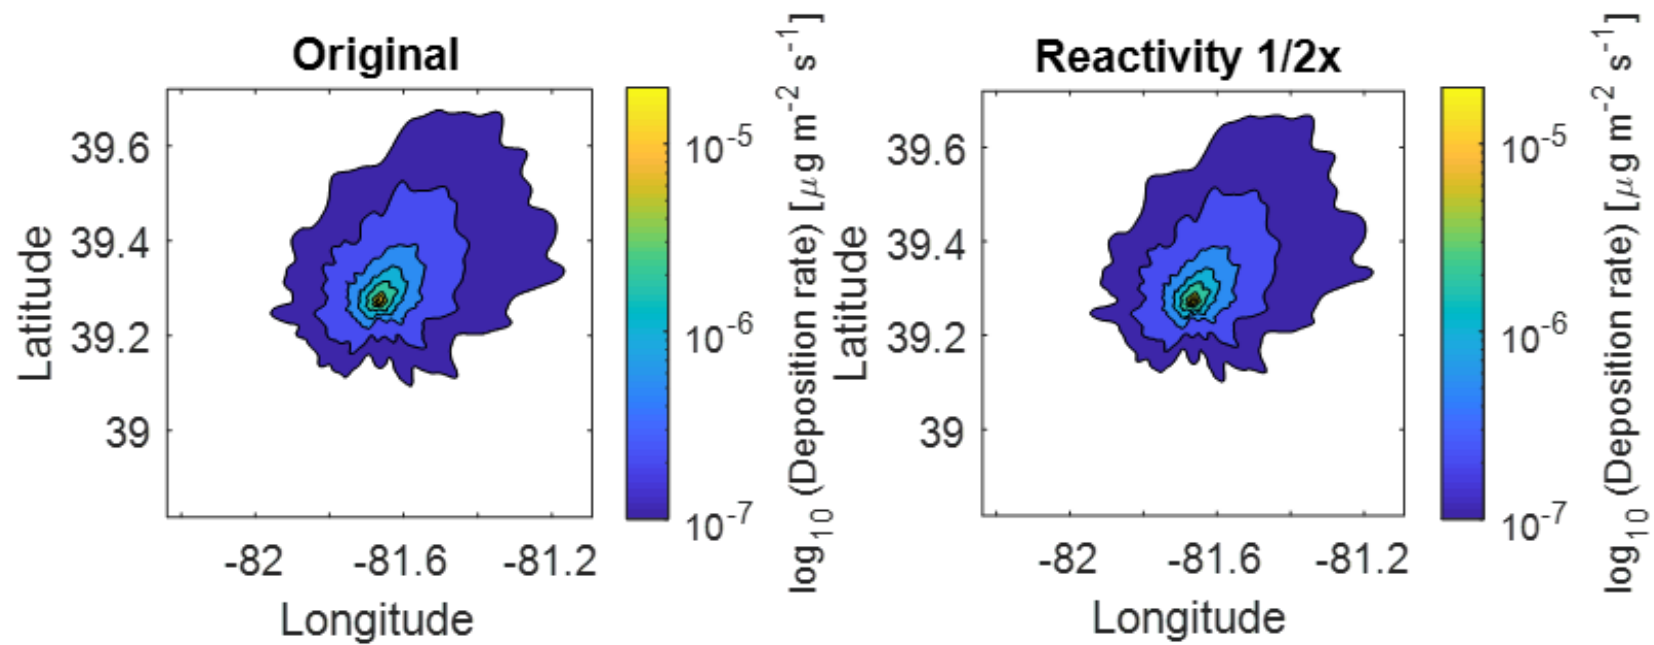 Original
39.6
39.4
39.2
39
Latitude
-82 -81.6 -81.2
Longitude
10⁻⁵
10⁻⁶
10⁻⁷
log₁₀ (Deposition rate) [μg m⁻² s⁻¹]
Reactivity 1/2x
39.6
39.4
39.2
39
Latitude
-82 -81.6 -81.2
Longitude
10⁻⁵
10⁻⁶
10⁻⁷
log₁₀ (Deposition rate) [μg m⁻² s⁻¹]